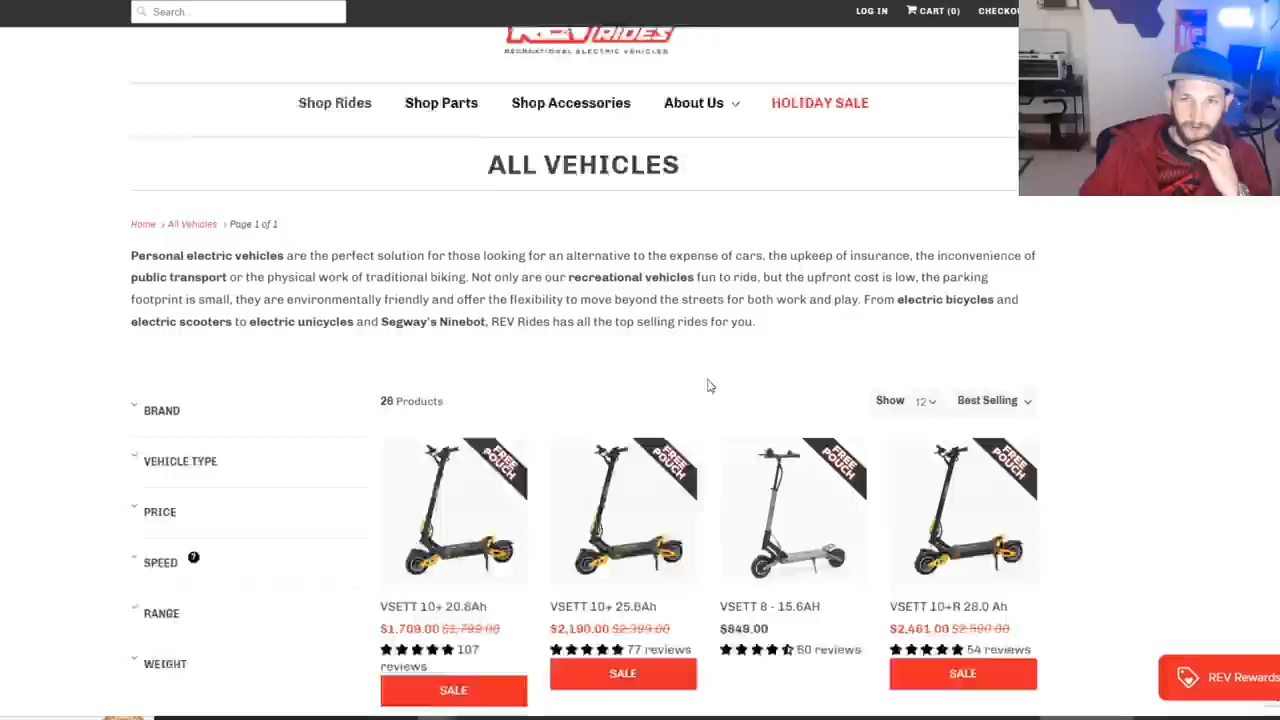 Search...
LOG IN
CART (0)
REV RIDES
RECREATIONAL ELECTRIC VEHICLES
Shop Rides
Shop Parts
Shop Accessories
About Us
HOLIDAY SALE
ALL VEHICLES
Home › All Vehicles › Page 1 of 1
Personal electric vehicles are the perfect solution for those looking for an alternative to the expense of cars, the upkeep of insurance, the inconvenience of
public transport or the physical work of traditional biking. Not only are our recreational vehicles fun to ride, but the upfront cost is low, the parking
footprint is small, they are environmentally friendly and offer the flexibility to move beyond the streets for both work and play. From electric bicycles and
electric scooters to electric unicycles and Segway's Ninebot, REV Rides has all the top selling rides for you.
BRAND
VEHICLE TYPE
PRICE
SPEED ?
RANGE
WEIGHT
26 Products
Show 12
Best Selling
FREE POUCH
VSETT 10+ 20.8Ah
$1,709.00 $1,799.00
107
reviews
SALE
FREE POUCH
VSETT 10+ 25.6Ah
$2,190.00 $2,399.00
77 reviews
SALE
FREE POUCH
VSETT 8 - 15.6AH
$849.00
60 reviews
FREE POUCH
VSETT 10+R 28.0 Ah
$2,461.00 $2,590.00
54 reviews
SALE
REV Rewards